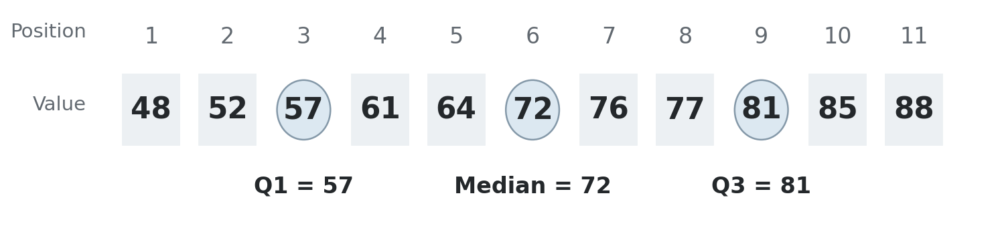 Position 1 2 3 4 5 6 7 8 9 10 11
Value 48 52 57 61 64 72 76 77 81 85 88
Q1 = 57 Median = 72 Q3 = 81